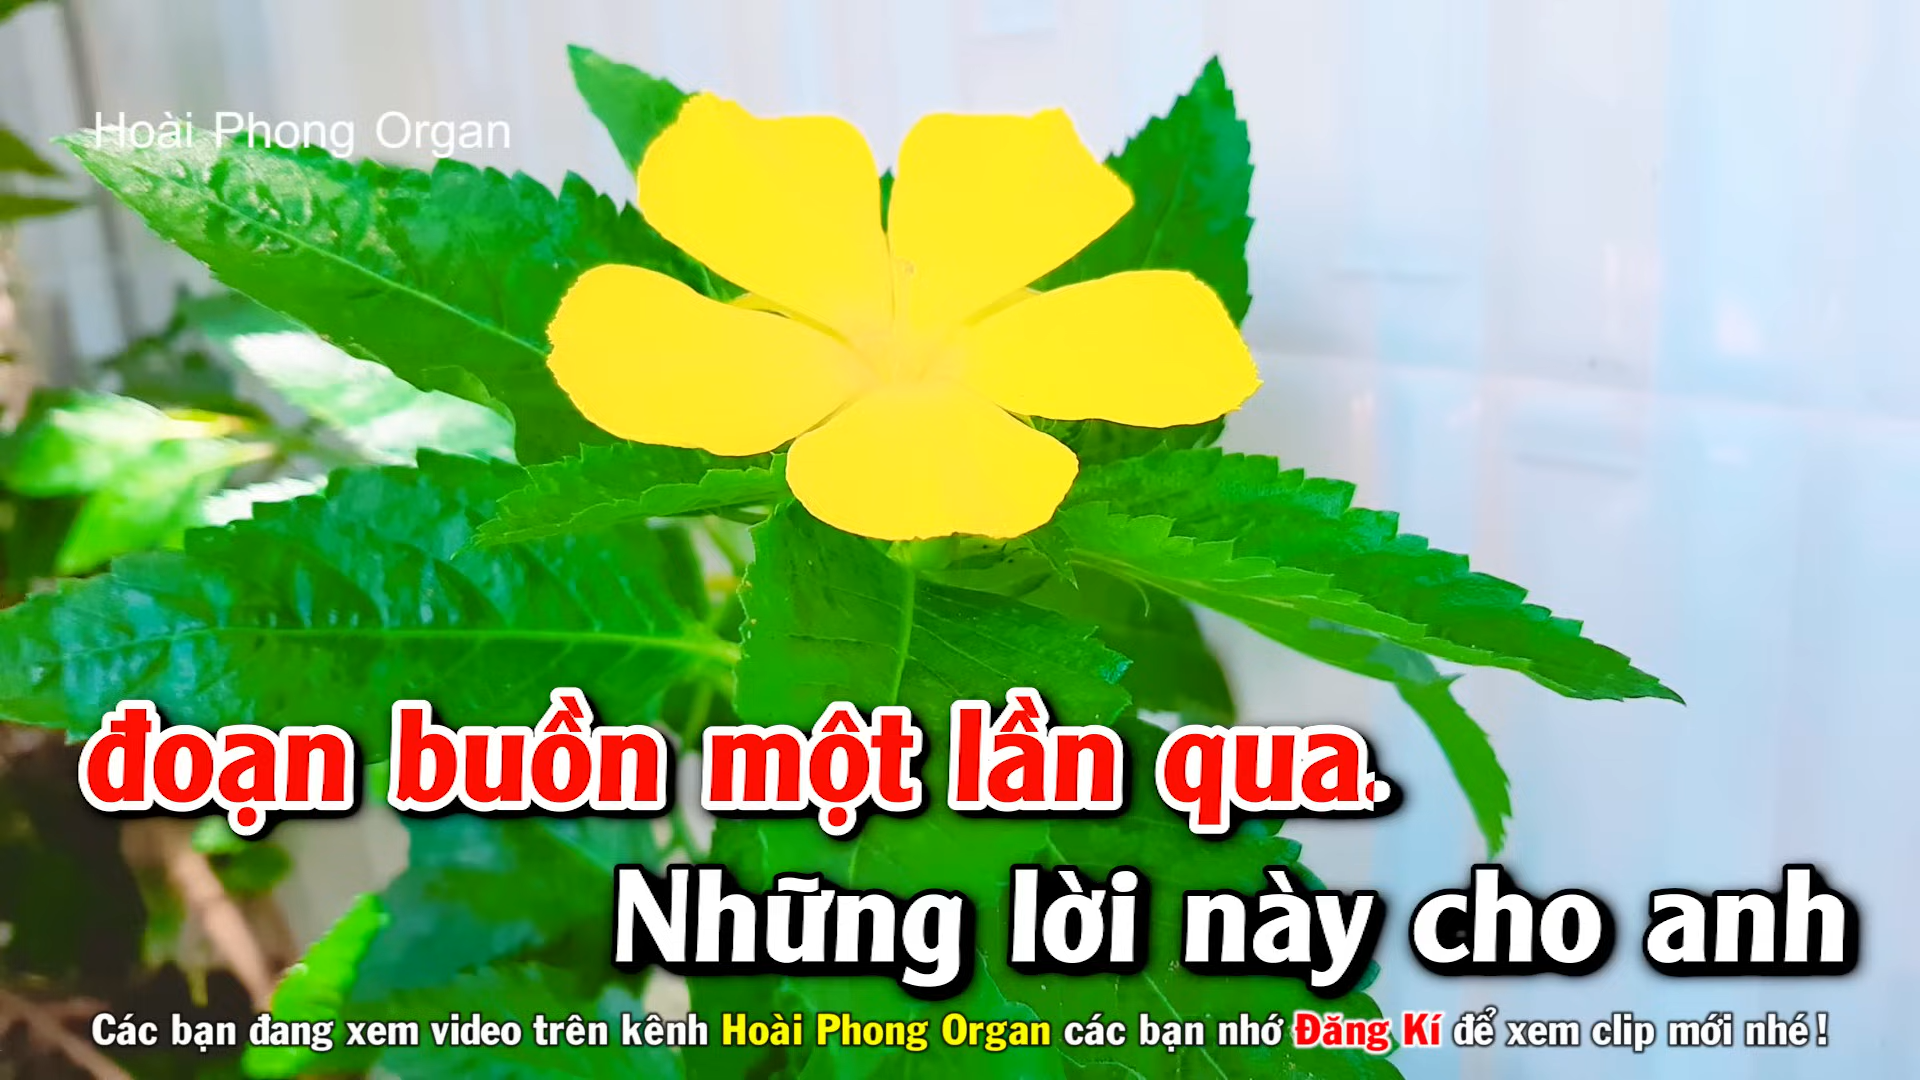 Hoài Phong Organ
đoạn buồn một lần qua.
Những lời này cho anh
Các bạn đang xem video trên kênh Hoài Phong Organ các bạn nhớ Đăng Kí để xem clip mới nhé!